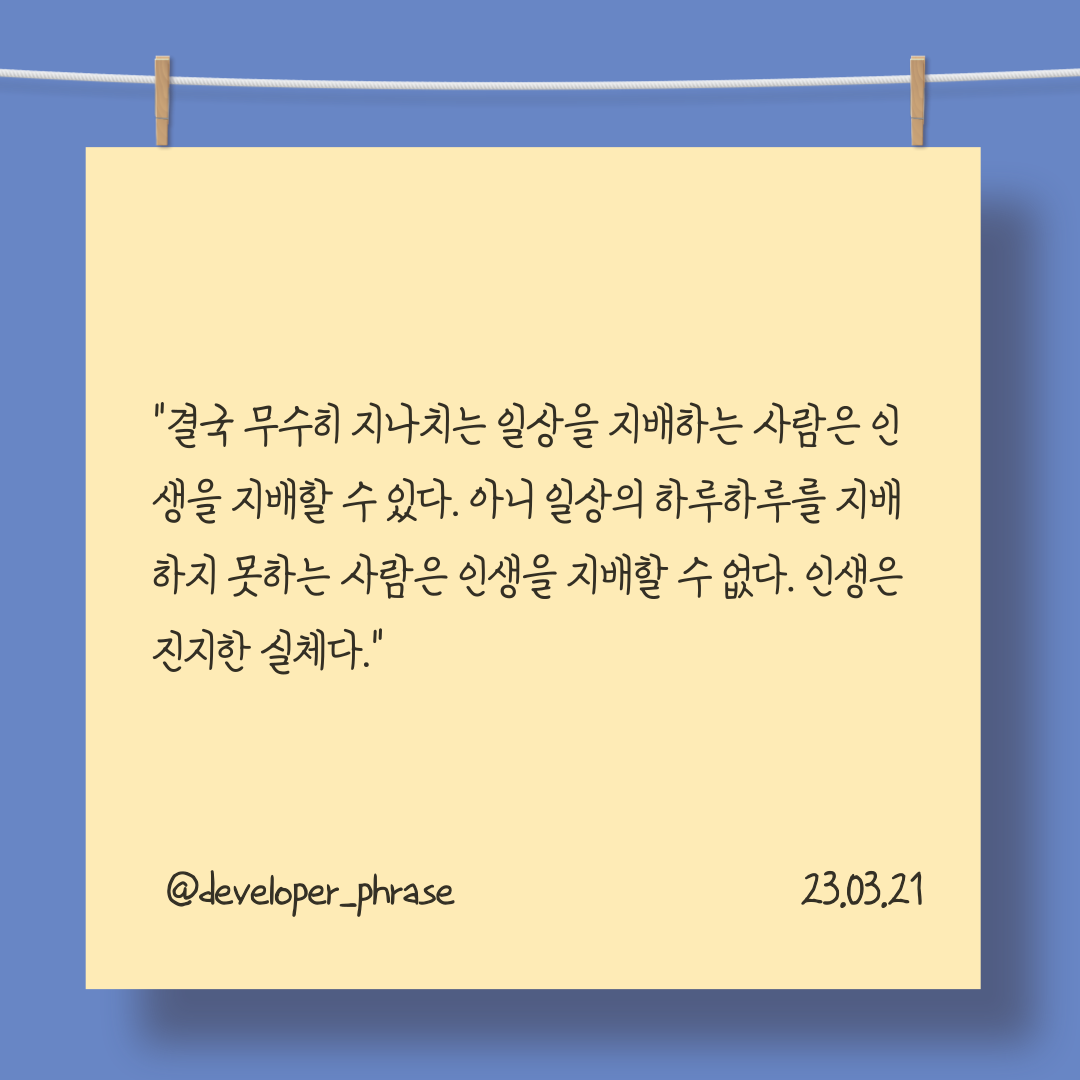 "결국 무수히 지나치는 일상을 지배하는 사람은 인
생을 지배할 수 있다. 아니 일상의 하루하루를 지배
하지 못하는 사람은 인생을 지배할 수 없다. 인생은
진지한 실체다."
@developer_phrase 23.03.21